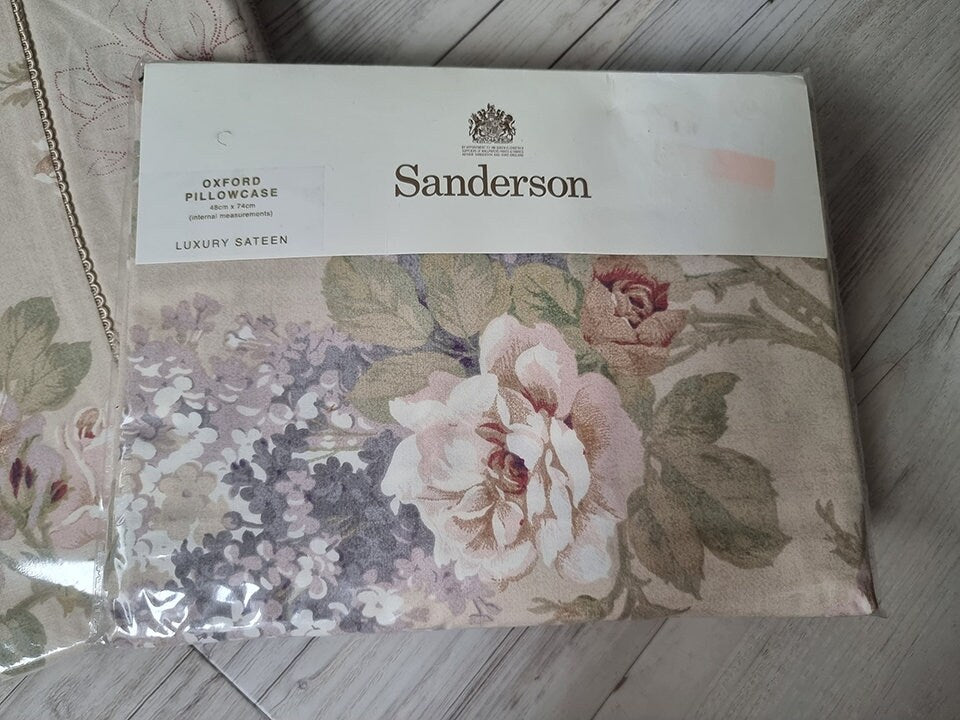 Sanderson
OXFORD
PILLOWCASE
48cm x 74cm
(internal measurements)
LUXURY SATEEN